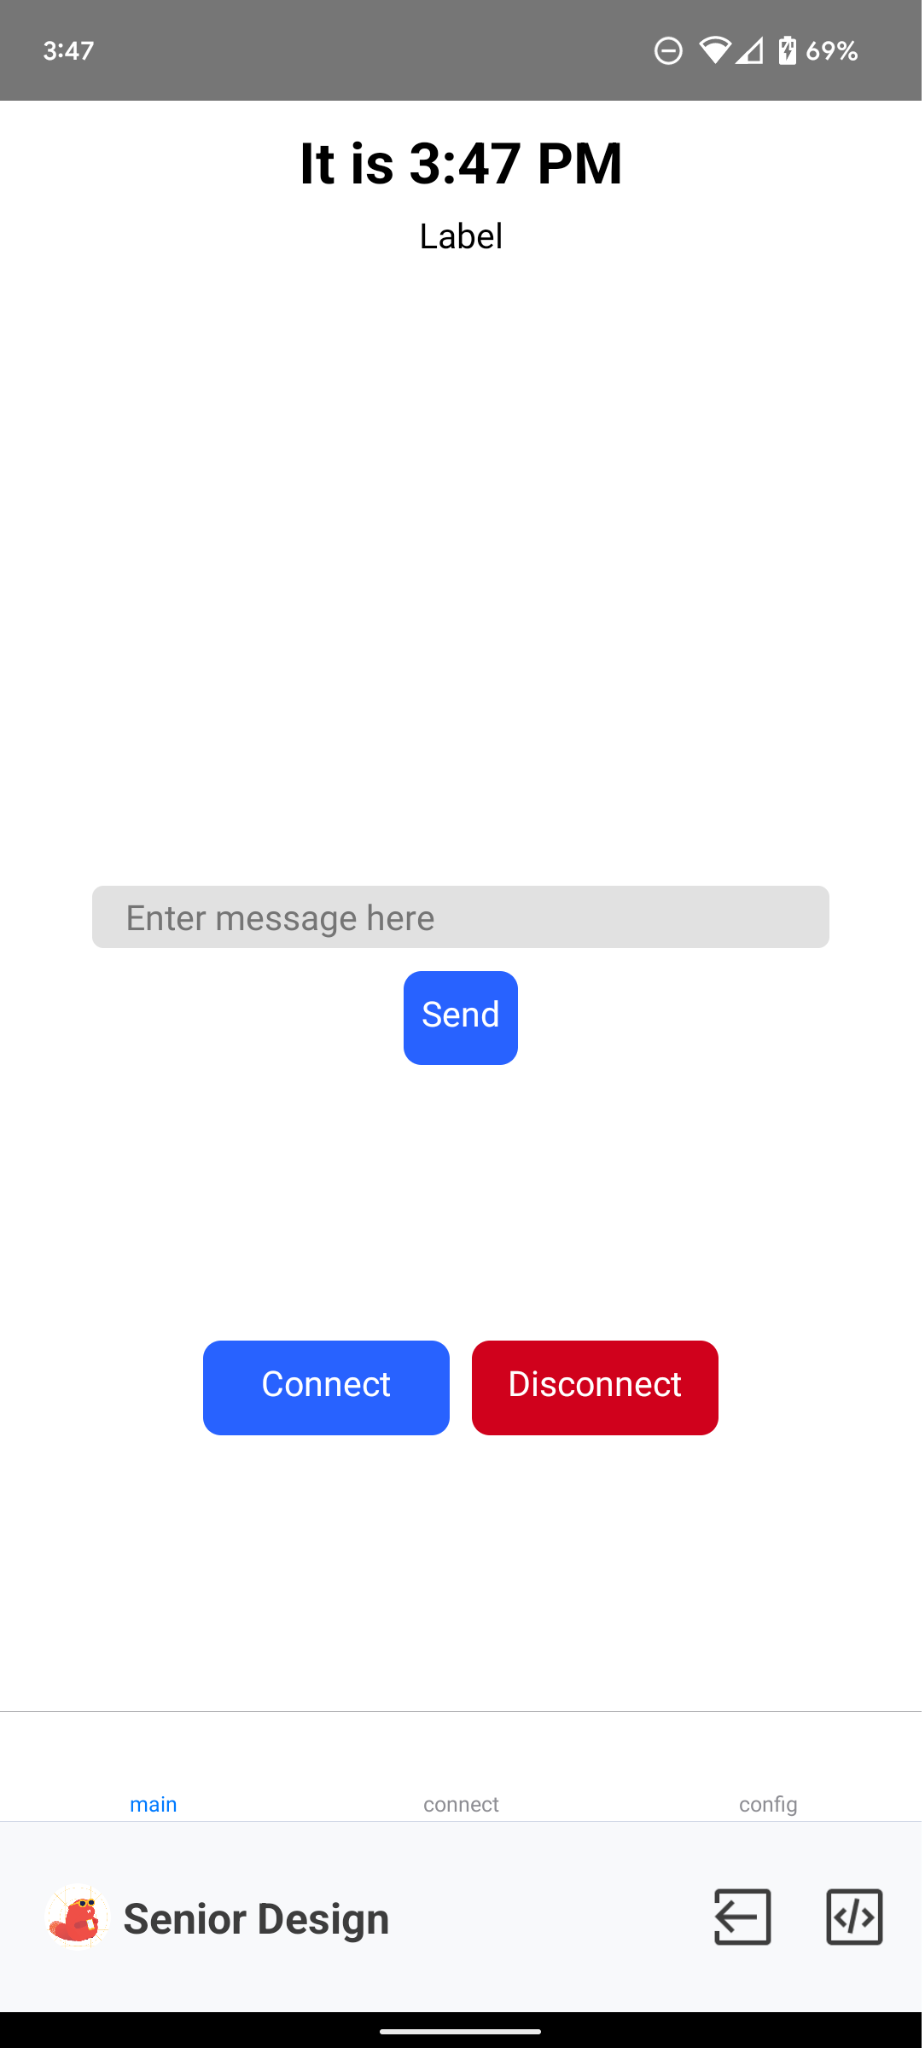 3:47 69%
It is 3:47 PM
Label
Enter message here
Send
Connect Disconnect
main connect config
Senior Design